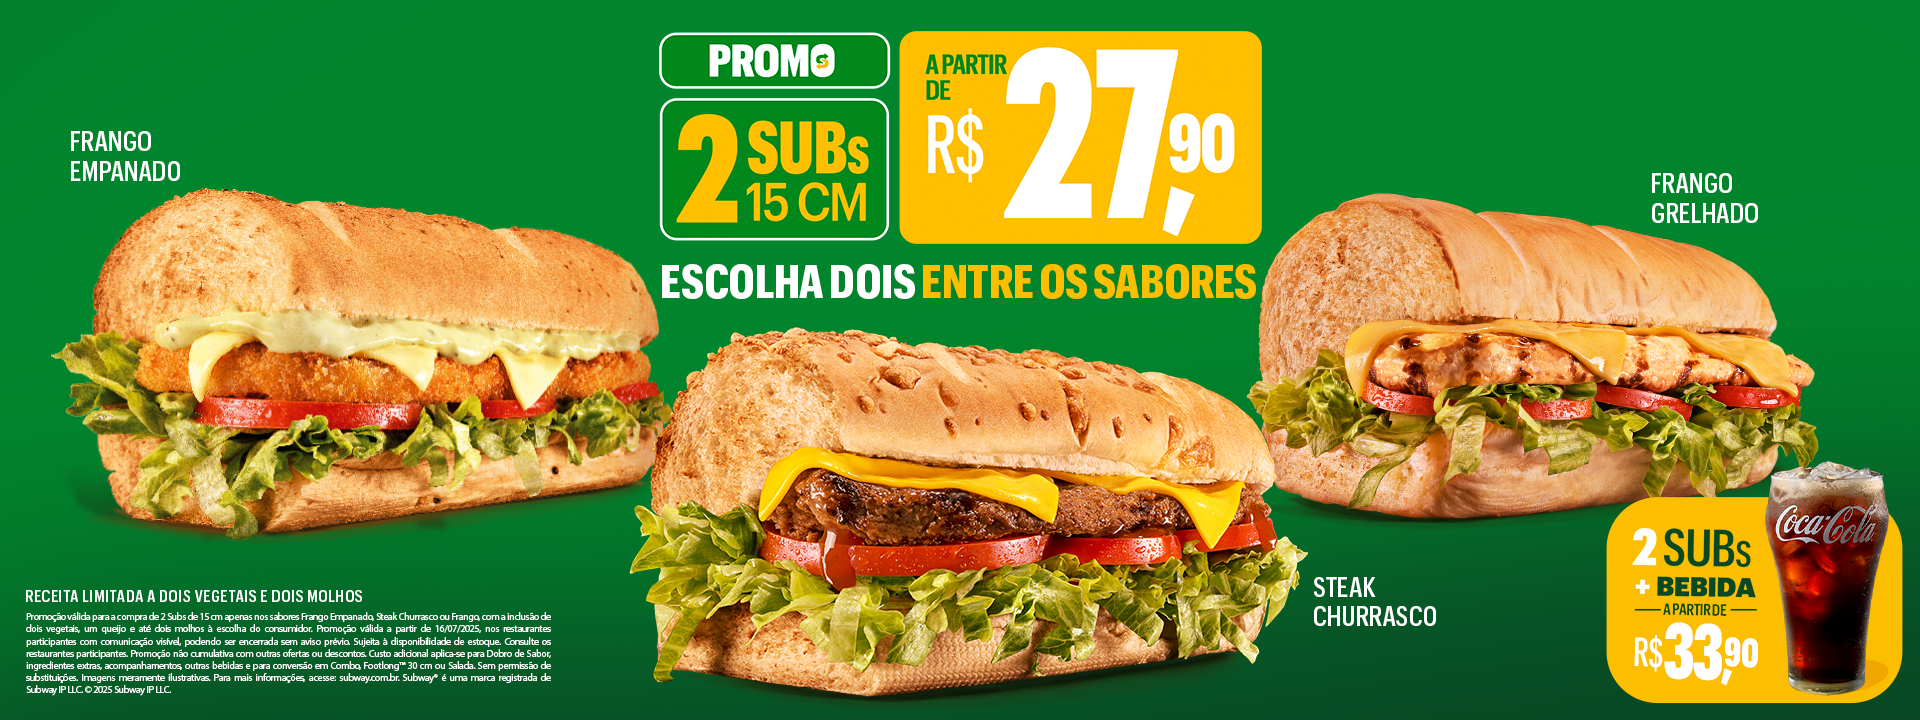 PROMO
2 SUBs
15 CM
A PARTIR
DE
R$ 27,90
ESCOLHA DOIS ENTRE OS SABORES
FRANGO
EMPANADO
FRANGO
GRELHADO
STEAK
CHURRASCO
2 SUBs
+ BEBIDA
A PARTIR DE
R$ 33,90
Coca-Cola
RECEITA LIMITADA A DOIS VEGETAIS E DOIS MOLHOS
Promoção válida para a compra de 2 Subs de 15 cm apenas nos sabores Frango Empanado, Steak Churrasco ou Frango, com a inclusão de
dois vegetais, um queijo e até dois molhos à escolha do consumidor. Promoção válida a partir de 16/07/2025, nos restaurantes
participantes com comunicação visível, podendo ser encerrada sem aviso prévio. Sujeita à disponibilidade de estoque. Consulte os
restaurantes participantes. Promoção não cumulativa com outras ofertas ou descontos. Custo adicional aplica-se para Dobro de Sabor,
ingredientes extras, acompanhamentos, outras bebidas e para conversão em Combo, Footlong™ 30 cm ou Salada. Sem permissão de
substituições. Imagens meramente ilustrativas. Para mais informações, acesse: subway.com.br. Subway® é uma marca registrada de
Subway IP LLC. © 2025 Subway IP LLC.